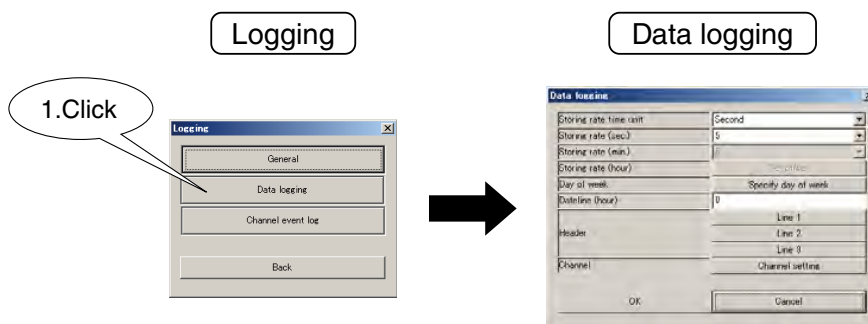 Logging
Data logging
1.Click
Logging
General
Data logging
Channel event log
Back
Data logging
Storing rate time unit
Second
Storing rate (sec.)
5
Storing rate (min.)
Storing rate (hour)
Day of week
Specify day of week
Dateline (hour)
0
Header
Line 1
Line 2
Line 3
Channel
Channel setting
OK
Cancel